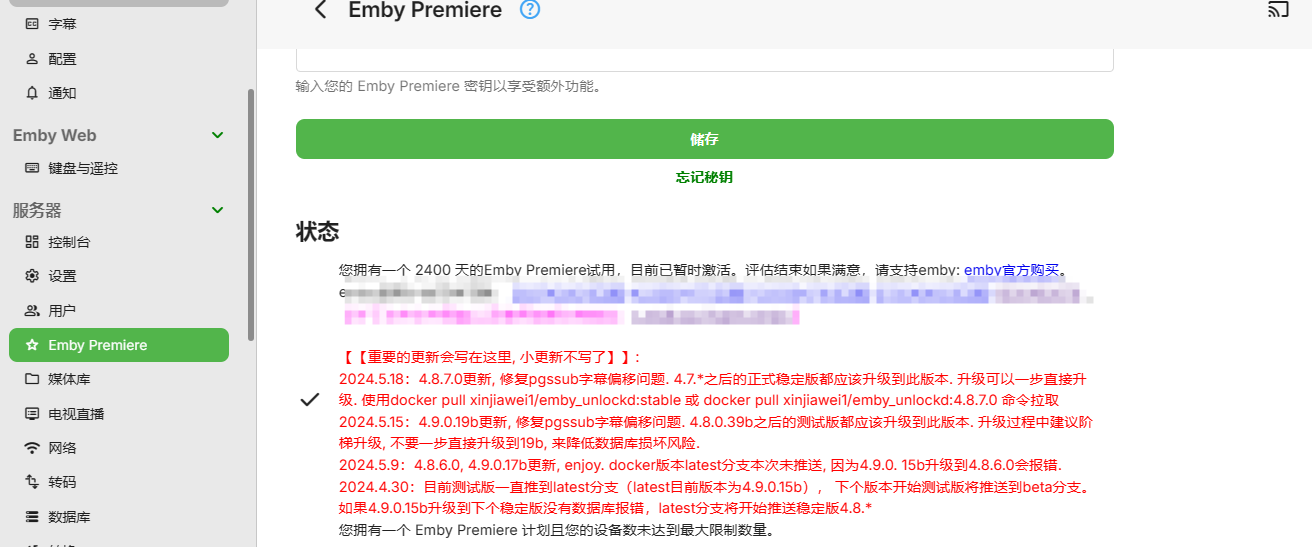 字幕
配置
通知
Emby Web
键盘与遥控
服务器
控制台
设置
用户
Emby Premiere
媒体库
电视直播
网络
转码
数据库
Emby Premiere
输入您的 Emby Premiere 密钥以享受额外功能。
储存
忘记秘钥
状态
您拥有一个 2400 天的Emby Premiere试用，目前已暂时激活。评估结束如果满意，请支持emby: emby官方购买。
【【重要的更新会写在这里, 小更新不写了】】:
2024.5.18：4.8.7.0更新, 修复pgssub字幕偏移问题. 4.7.*之后的正式稳定版都应该升级到此版本. 升级可以一步直接升
级. 使用docker pull xinjiawei1/emby_unlockd:stable 或 docker pull xinjiawei1/emby_unlockd:4.8.7.0 命令拉取
2024.5.15：4.9.0.19b更新, 修复pgssub字幕偏移问题. 4.8.0.39b之后的测试版都应该升级到此版本. 升级过程中建议阶
梯升级, 不要一步直接升级到19b, 来降低数据库损坏风险.
2024.5.9：4.8.6.0, 4.9.0.17b更新, enjoy. docker版本latest分支本次未推送, 因为4.9.0. 15b升级到4.8.6.0会报错.
2024.4.30：目前测试版一直推到latest分支（latest目前版本为4.9.0.15b）， 下个版本开始测试版将推送到beta分支。
如果4.9.0.15b升级到下个稳定版没有数据库报错，latest分支将开始推送稳定版4.8.*
您拥有一个 Emby Premiere 计划且您的设备数未达到最大限制数量。